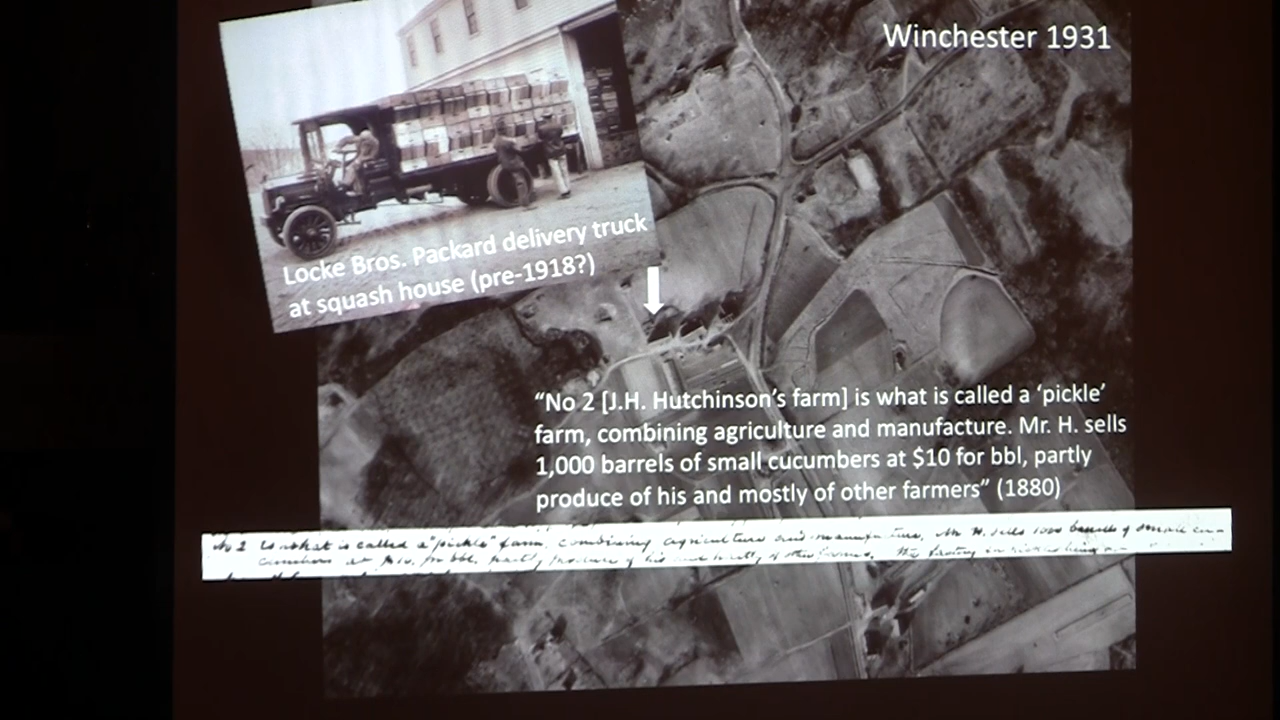 Winchester 1931
Locke Bros. Packard delivery truck
at squash house (pre-1918?)
“No 2 [J.H. Hutchinson’s farm] is what is called a ‘pickle’
farm, combining agriculture and manufacture. Mr. H. sells
1,000 barrels of small cucumbers at $10 for bbl, partly
produce of his and mostly of other farmers” (1880)
No 2 is what is called a "pickle" farm, combining agriculture and manufacture. Mr H. sells 1000 barrels of small cu-
cumbers at $10. for bbl. partly produce of his and mostly of other farmers. The